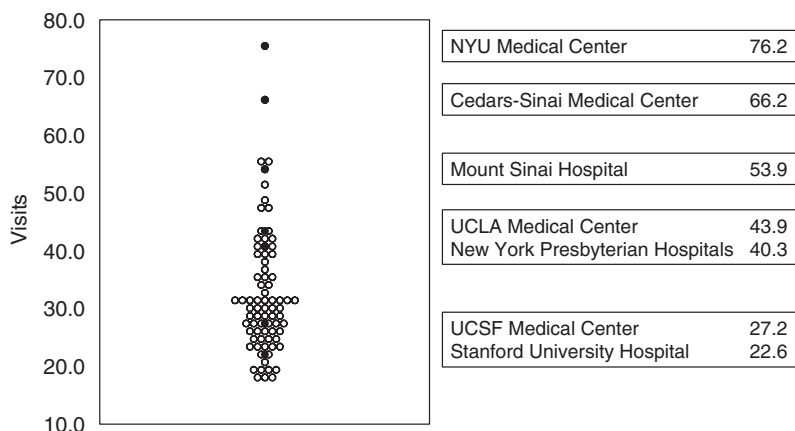 80.0
70.0
60.0
50.0
40.0
30.0
20.0
10.0
Visits
NYU Medical Center 76.2
Cedars-Sinai Medical Center 66.2
Mount Sinai Hospital 53.9
UCLA Medical Center 43.9
New York Presbyterian Hospitals 40.3
UCSF Medical Center 27.2
Stanford University Hospital 22.6